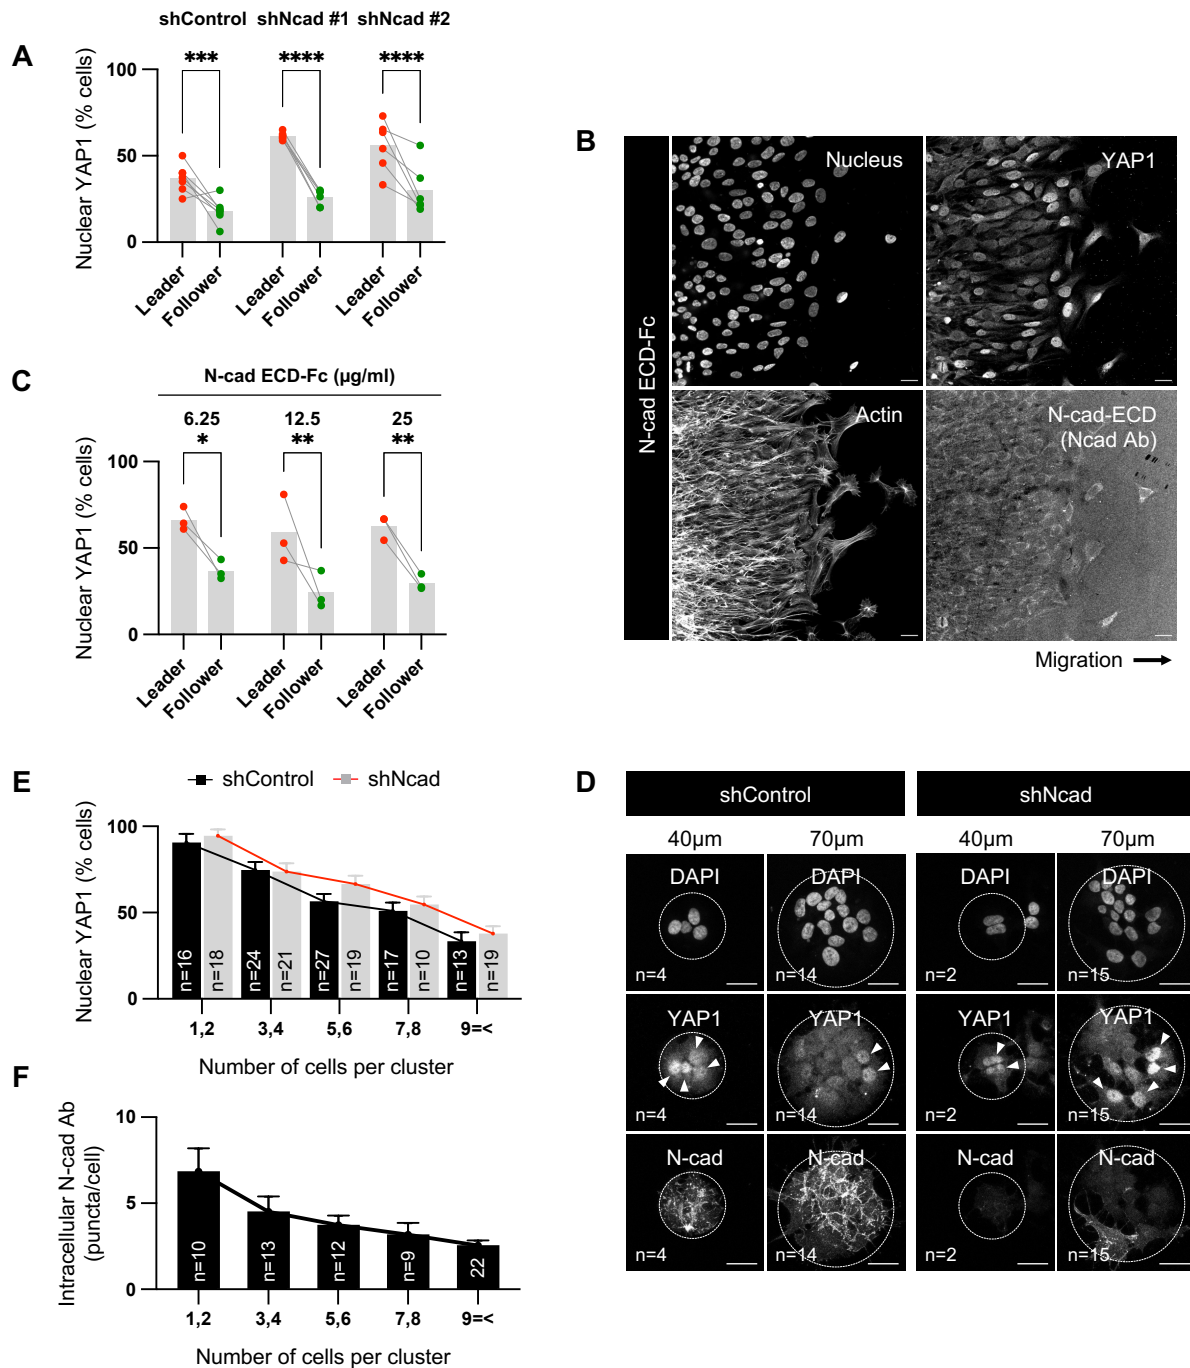 A
shControl shNcad #1 shNcad #2
*** **** ****
Nuclear YAP1 (% cells)
100
50
0
Leader Follower Leader Follower Leader Follower
B
N-cad ECD-Fc
Nucleus
YAP1
Actin
N-cad-ECD
(Ncad Ab)
Migration
C
N-cad ECD-Fc (µg/ml)
6.25 12.5 25
* ** **
Nuclear YAP1 (% cells)
100
50
0
Leader Follower Leader Follower Leader Follower
E
shControl shNcad
Nuclear YAP1 (% cells)
100
50
0
n=16 n=18 n=24 n=21 n=27 n=19 n=17 n=10 n=13 n=19
1,2 3,4 5,6 7,8 9=<
Number of cells per cluster
D
shControl shNcad
40µm 70µm 40µm 70µm
DAPI DAPI DAPI DAPI
n=4 n=14 n=2 n=15
YAP1 YAP1 YAP1 YAP1
n=4 n=14 n=2 n=15
N-cad N-cad N-cad N-cad
n=4 n=14 n=2 n=15
F
Intracellular N-cad Ab
(puncta/cell)
10
5
0
n=10 n=13 n=12 n=9 22
1,2 3,4 5,6 7,8 9=<
Number of cells per cluster